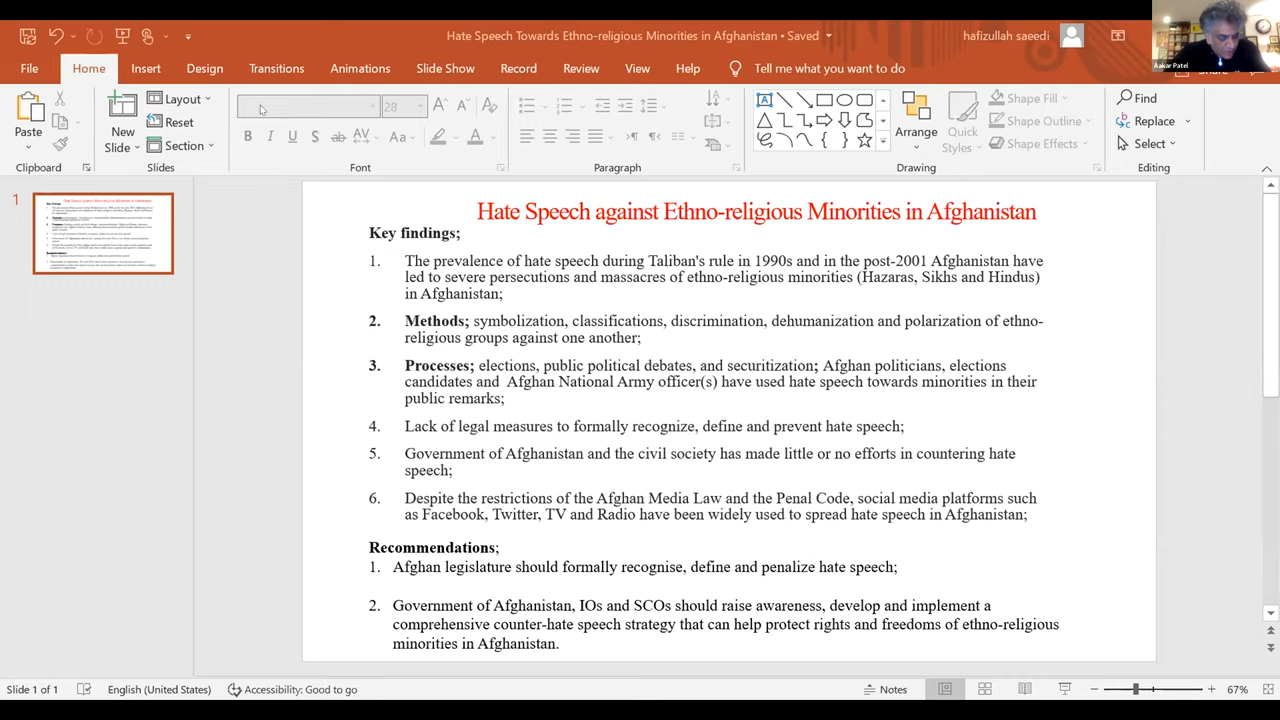 Hate Speech Towards Ethno-religious Minorities in Afghanistan • Saved
hafizullah saeedi
Aakar Patel
File Home Insert Design Transitions Animations Slide Show Record Review View Help Tell me what you want to do Share
Paste
Clipboard
New
Slide
Layout
Reset
Section
Slides
28
B I U S ab AV Aa A
Font
Paragraph
Arrange
Quick
Styles
Shape Fill
Shape Outline
Shape Effects
Drawing
Find
Replace
Select
Editing
1
Hate Speech against Ethno-religious Minorities in Afghanistan
Key findings;
1. The prevalence of hate speech during Taliban's rule in 1990s and in the post-2001 Afghanistan have
led to severe persecutions and massacres of ethno-religious minorities (Hazaras, Sikhs and Hindus)
in Afghanistan;
2. Methods; symbolization, classifications, discrimination, dehumanization and polarization of ethno-
religious groups against one another;
3. Processes; elections, public political debates, and securitization; Afghan politicians, elections
candidates and Afghan National Army officer(s) have used hate speech towards minorities in their
public remarks;
4. Lack of legal measures to formally recognize, define and prevent hate speech;
5. Government of Afghanistan and the civil society has made little or no efforts in countering hate
speech;
6. Despite the restrictions of the Afghan Media Law and the Penal Code, social media platforms such
as Facebook, Twitter, TV and Radio have been widely used to spread hate speech in Afghanistan;
Recommendations;
1. Afghan legislature should formally recognise, define and penalize hate speech;
2. Government of Afghanistan, IOs and SCOs should raise awareness, develop and implement a
comprehensive counter-hate speech strategy that can help protect rights and freedoms of ethno-religious
minorities in Afghanistan.
Slide 1 of 1 English (United States) Accessibility: Good to go Notes 67%